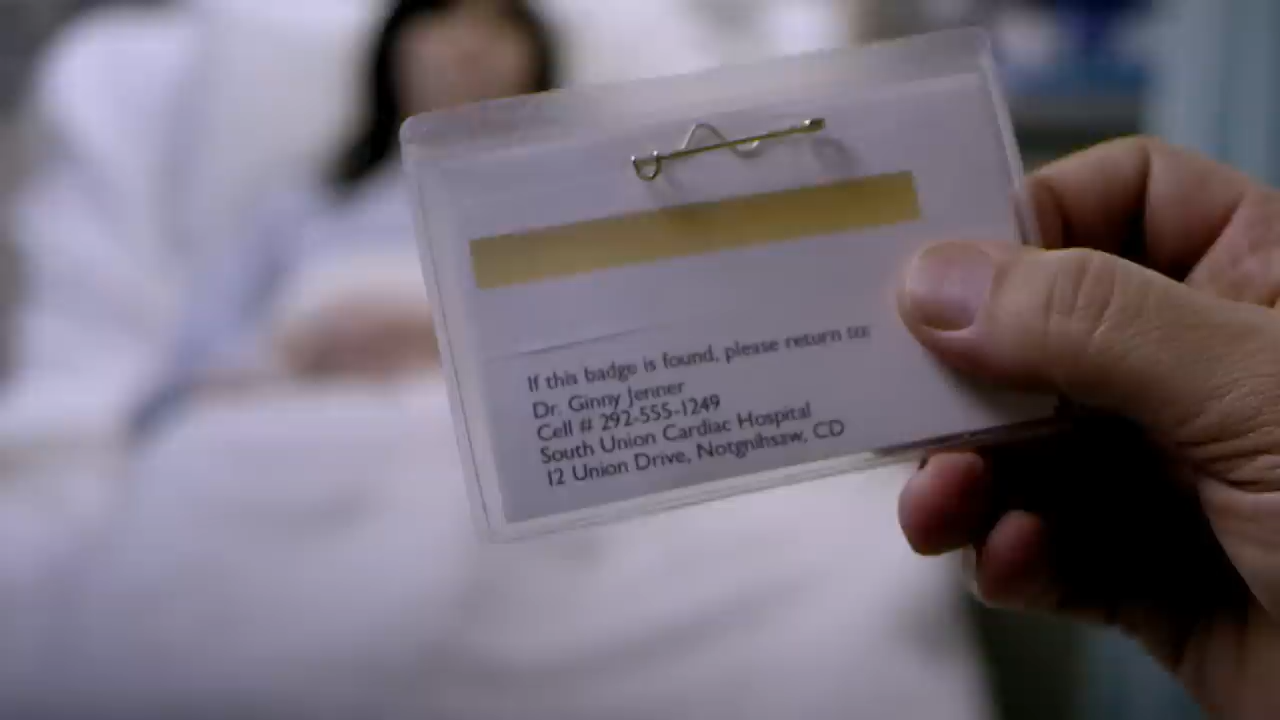 If this badge is found, please return to:
Dr. Ginny Jenner
Cell # 292-555-1249
South Union Cardiac Hospital
12 Union Drive, Notgnihsaw, CD